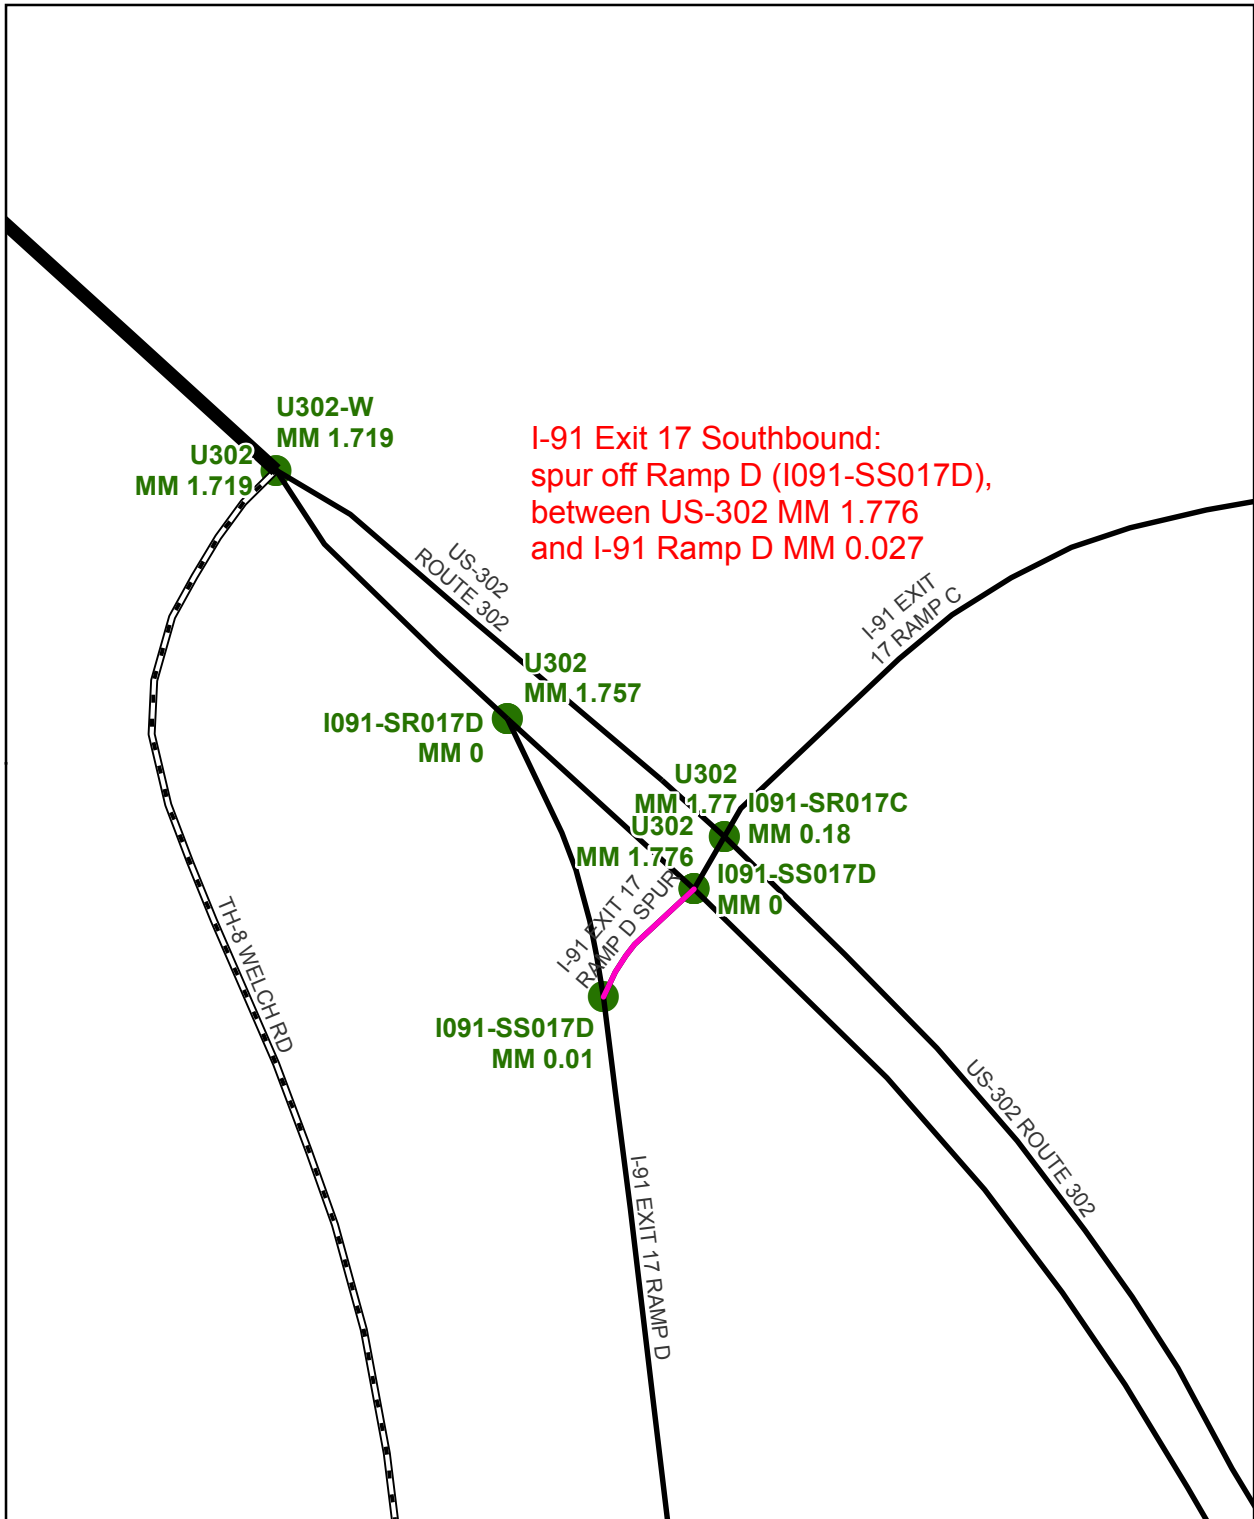 U302-W
MM 1.719
U302
MM 1.719
I-91 Exit 17 Southbound:
spur off Ramp D (I091-SS017D),
between US-302 MM 1.776
and I-91 Ramp D MM 0.027
US-302
ROUTE 302
I-91 EXIT
17 RAMP C
U302
MM 1.757
I091-SR017D
MM 0
U302
MM 1.77
I091-SR017C
MM 0.18
U302
MM 1.776
I091-SS017D
MM 0
I-91 EXIT 17
RAMP D SPUR
TH-8 WELCH RD
I091-SS017D
MM 0.01
US-302 ROUTE 302
I-91 EXIT 17 RAMP D